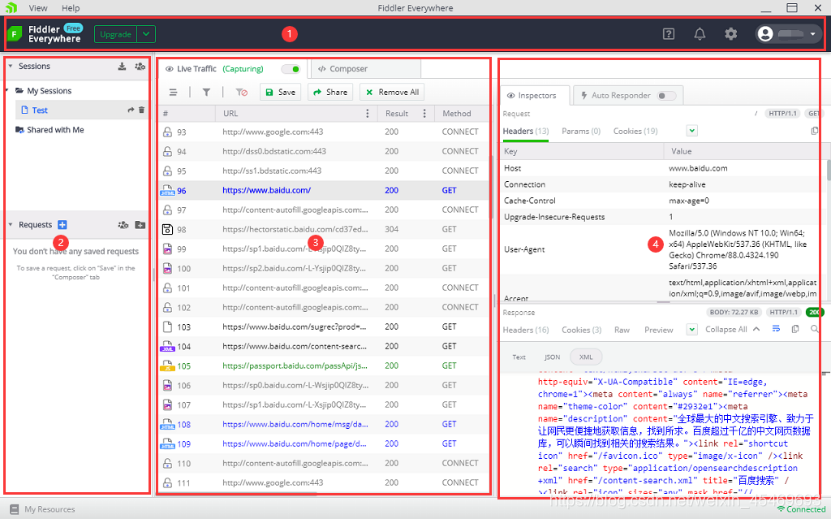 View Help Fiddler Everywhere
Fiddler Everywhere Free Upgrade 1
Sessions
My Sessions
Test
Shared with Me
Requests
2
You don't have any saved requests
To save a request, click on "Save" in the
"Composer" tab
Live Traffic (Capturing) Composer
Save Share Remove All
# URL Result Method
93 http://www.google.com:443 200 CONNECT
94 http://dss0.bdstatic.com:443 200 CONNECT
95 http://ss1.bdstatic.com:443 200 CONNECT
96 https://www.baidu.com/ 200 GET
97 http://content-autofill.googleapis.com... 200 CONNECT
98 https://hectorstatic.baidu.com/cd37ed... 304 GET
3
99 https://sp1.baidu.com/ 200 GET
100 https://sp2.baidu.com/ 200 GET
101 http://content-autofill.googleapis.com... 200 CONNECT
102 http://content-autofill.googleapis.com... 200 CONNECT
103 https://www.baidu.com/sugrec?prod=... 200 GET
104 https://www.baidu.com/content-searc... 200 GET
105 https://passport.baidu.com/passApi/js... 200 GET
106 https://sp0.baidu.com/ 200 GET
107 https://sp1.baidu.com/ 200 GET
108 https://www.baidu.com/home/msg/da... 200 GET
109 https://www.baidu.com/home/page/d... 200 GET
110 http://content-autofill.googleapis.com... 200 CONNECT
111 http://www.google.com:443 200 CONNECT
Inspectors Auto Responder
Request / HTTP/1.1 GET
Headers (13) Params (0) Cookies (19)
Key Value
Host www.baidu.com
Connection keep-alive
Cache-Control max-age=0
Upgrade-Insecure-Requests 1
User-Agent Mozilla/5.0 (Windows NT 10.0; Win64;
x64) AppleWebKit/537.36 (KHTML, like
Gecko) Chrome/88.0.4324.190
Safari/537.36
4
Accept text/html,application/xhtml+xml,applicat
ion/xml;q=0.9,image/avif,image/webp,im
Response BODY: 72.27 KB HTTP/1.1 200
Headers (16) Cookies (3) Raw Preview Collapse All
Text JSON XML
http-equiv="X-UA-Compatible" content="IE=edge,
chrome=1"><meta content="always" name="referrer"><meta
name="theme-color" content="#2932e1"><meta
name="description" content="全球最大的中文搜索引擎、致力于
让网民更便捷地获取信息，找到所求。百度超过千亿的中文网页数据
库，可以瞬间找到相关的搜索结果。"><link rel="shortcut
icon" href="/favicon.ico" type="image/x-icon" /><link
rel="search" type="application/opensearchdescription
+xml" href="/content-search.xml" title="百度搜索" /
><link rel="icon" sizes="any" mask href="//
My Resources Connected